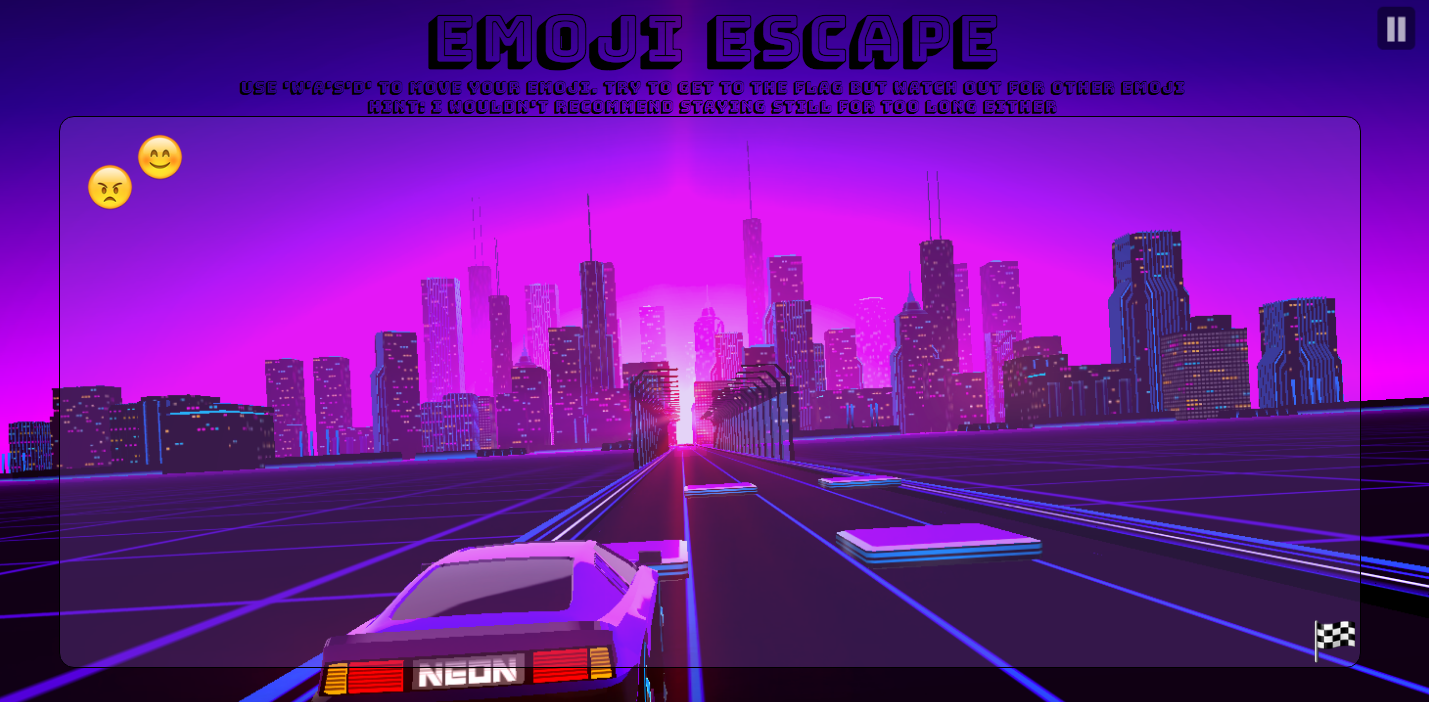 EMOJI ESCAPE
USE 'W'A'S'D' TO MOVE YOUR EMOJI. TRY TO GET TO THE FLAG BUT WATCH OUT FOR OTHER EMOJI
HINT: I WOULDN'T RECOMMEND STAYING STILL FOR TOO LONG EITHER
NEON